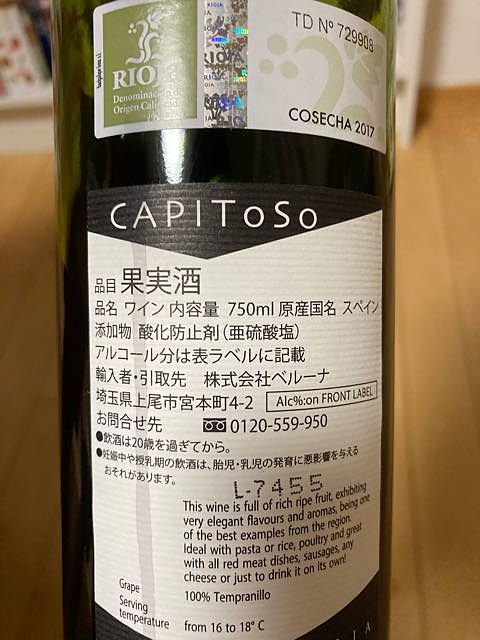 RIOJA
Denominación de
Origen Calificada
RIOJA
TD Nº 729908
COSECHA 2017
CAPIToSo
品目 果実酒
品名 ワイン 内容量 750ml 原産国名 スペイン
添加物 酸化防止剤（亜硫酸塩）
アルコール分は表ラベルに記載
輸入者・引取先 株式会社ベルーナ
埼玉県上尾市宮本町4-2 Alc%:on FRONT LABEL
お問合せ先 0120-559-950
●飲酒は20歳を過ぎてから。
●妊娠中や授乳期の飲酒は、胎児・乳児の発育に悪影響を与える
おそれがあります。
L-7455
This wine is full of rich ripe fruit, exhibiting
very elegant flavours and aromas, being one
of the best examples from the region.
Ideal with pasta or rice, poultry and great
with all red meat dishes, sausages, any
cheese or just to drink it on its own!
Grape 100% Tempranillo
Serving
temperature from 16 to 18° C